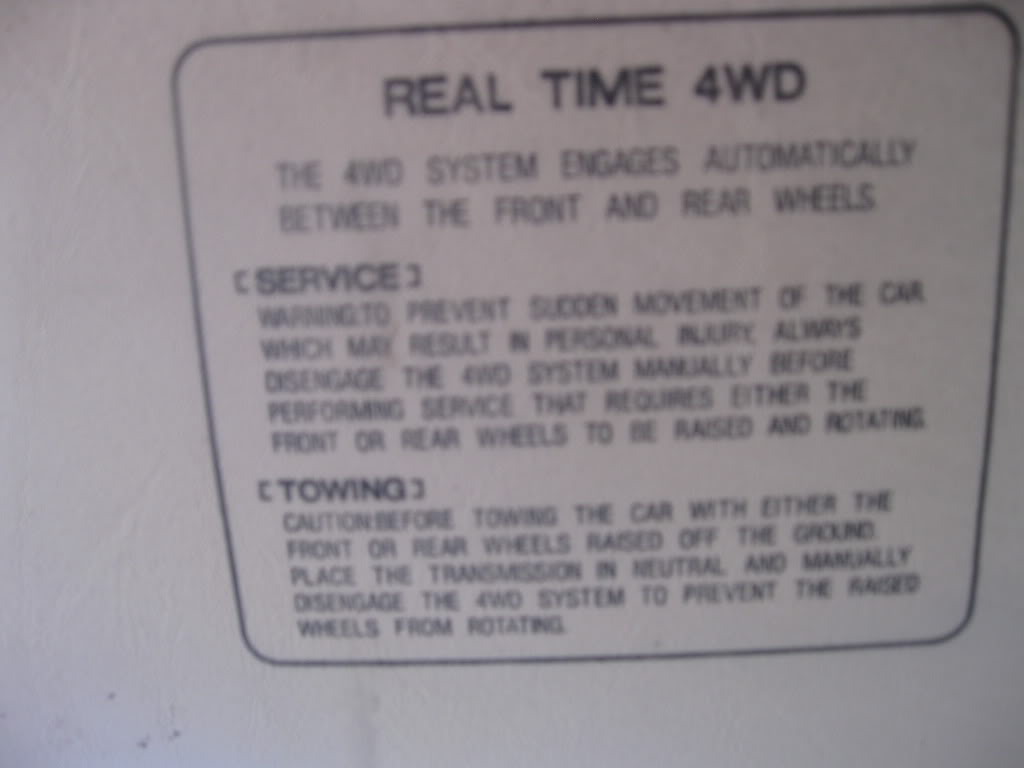 REAL TIME 4WD
THE 4WD SYSTEM ENGAGES AUTOMATICALLY
BETWEEN THE FRONT AND REAR WHEELS
[SERVICE]
WARNING:TO PREVENT SUDDEN MOVEMENT OF THE CAR,
WHICH MAY RESULT IN PERSONAL INJURY, ALWAYS
DISENGAGE THE 4WD SYSTEM MANUALLY BEFORE
PERFORMING SERVICE THAT REQUIRES EITHER THE
FRONT OR REAR WHEELS TO BE RAISED AND ROTATING.
[TOWING]
CAUTION:BEFORE TOWING THE CAR WITH EITHER THE
FRONT OR REAR WHEELS RAISED OFF THE GROUND.
PLACE THE TRANSMISSION IN NEUTRAL AND MANUALLY
DISENGAGE THE 4WD SYSTEM TO PREVENT THE RAISED
WHEELS FROM ROTATING.